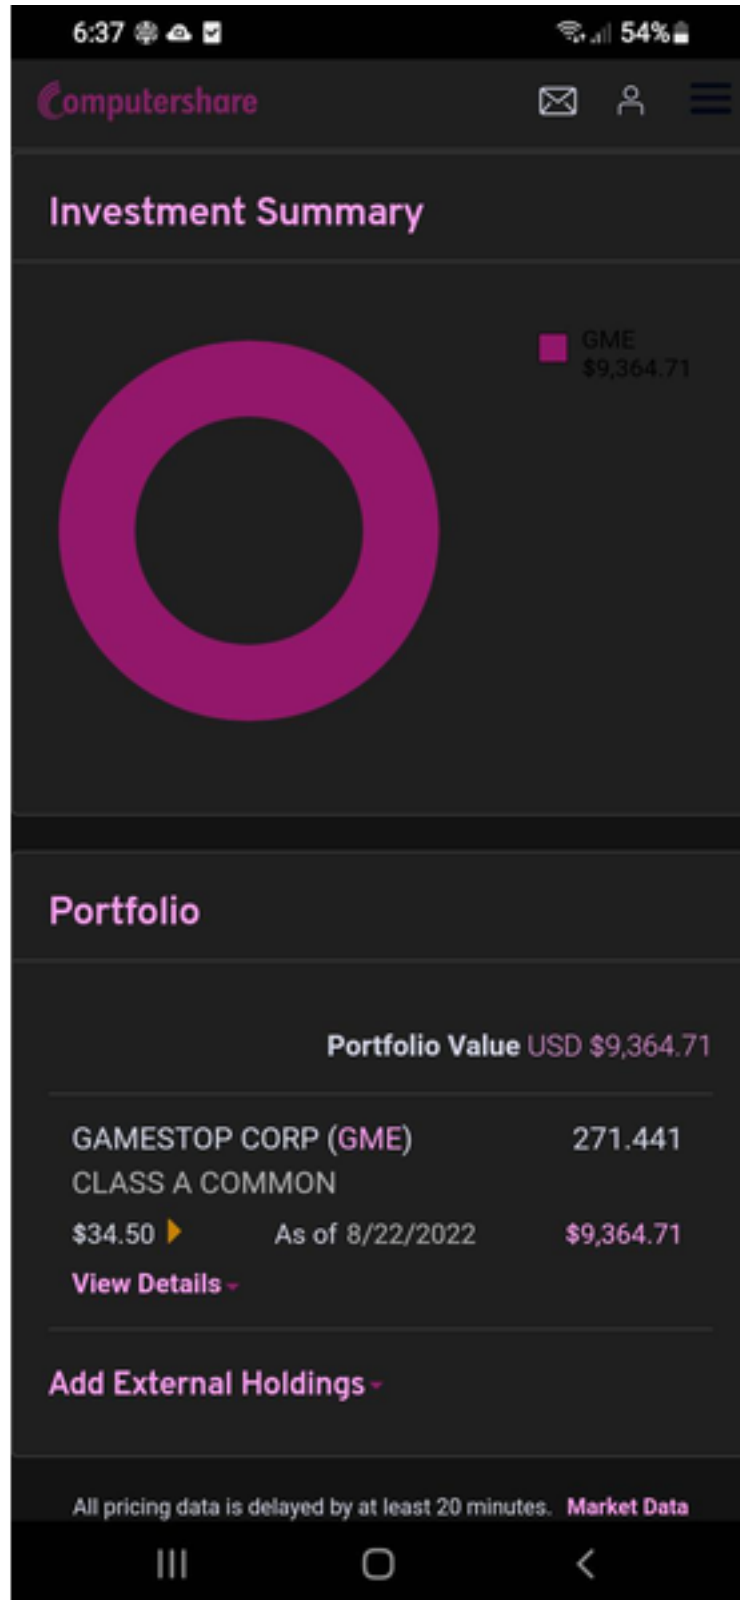 6:37 54%
Computershare
Investment Summary
GME
$9,364.71
Portfolio
Portfolio Value USD $9,364.71
GAMESTOP CORP (GME) 271.441
CLASS A COMMON
$34.50 As of 8/22/2022 $9,364.71
View Details
Add External Holdings
All pricing data is delayed by at least 20 minutes. Market Data